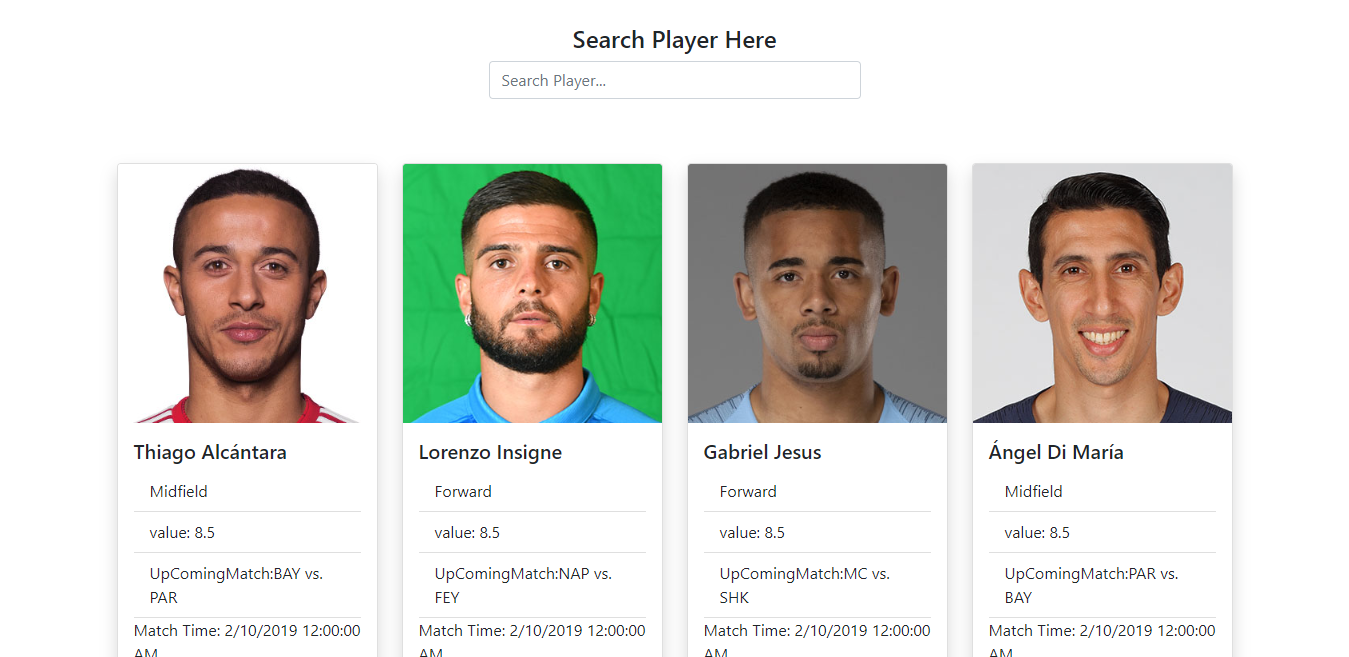 Search Player Here
Search Player...
Thiago Alcántara
Midfield
value: 8.5
UpComingMatch:BAY vs.
PAR
Match Time: 2/10/2019 12:00:00
AM
Lorenzo Insigne
Forward
value: 8.5
UpComingMatch:NAP vs.
FEY
Match Time: 2/10/2019 12:00:00
AM
Gabriel Jesus
Forward
value: 8.5
UpComingMatch:MC vs.
SHK
Match Time: 2/10/2019 12:00:00
AM
Ángel Di María
Midfield
value: 8.5
UpComingMatch:PAR vs.
BAY
Match Time: 2/10/2019 12:00:00
AM